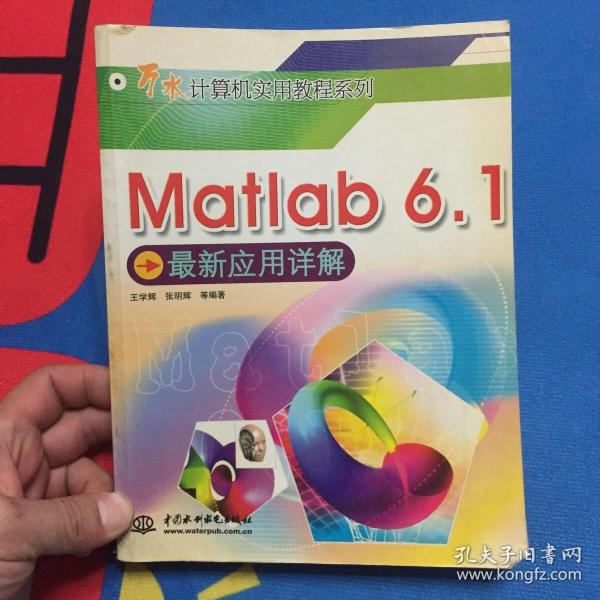 万水 计算机实用教程系列
Matlab 6.1
最新应用详解
王学辉 张明辉 等编著
Matlab
中国水利水电出版社
www.waterpub.com.cn
孔夫子旧书网
www.kongfz.com